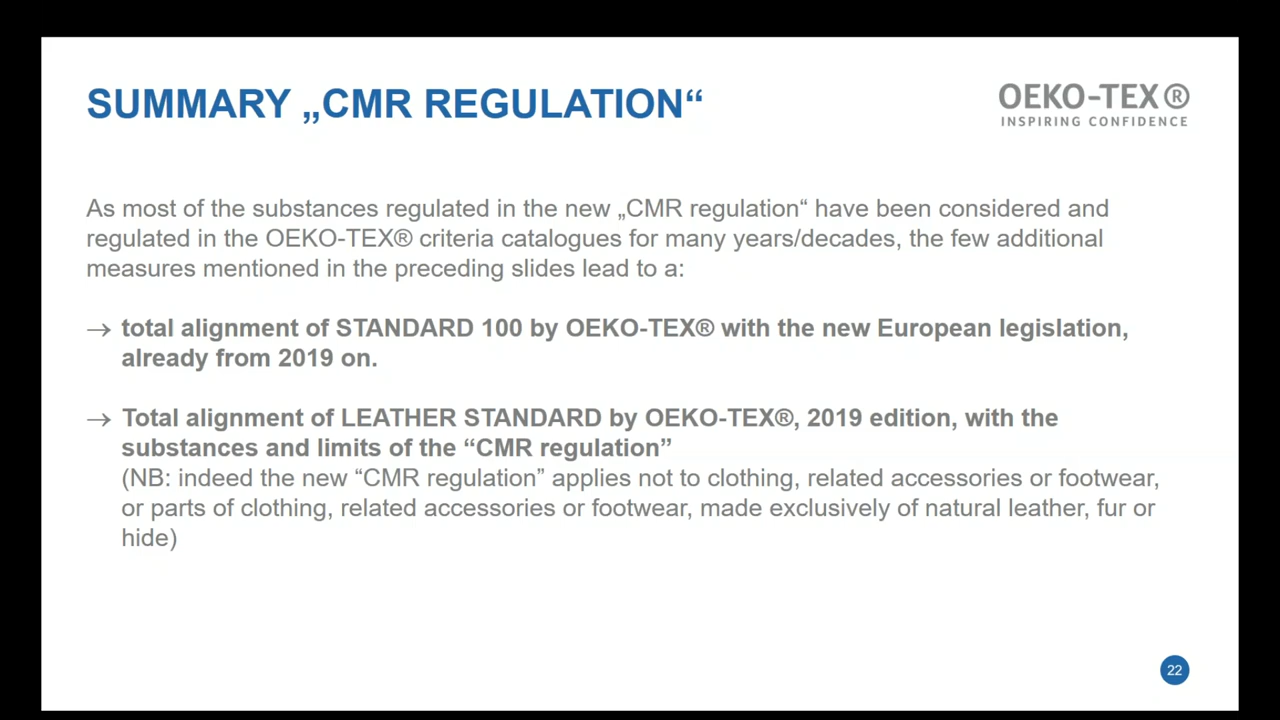 SUMMARY „CMR REGULATION“
OEKO-TEX®
INSPIRING CONFIDENCE
As most of the substances regulated in the new „CMR regulation“ have been considered and
regulated in the OEKO-TEX® criteria catalogues for many years/decades, the few additional
measures mentioned in the preceding slides lead to a:
→ total alignment of STANDARD 100 by OEKO-TEX® with the new European legislation,
already from 2019 on.
→ Total alignment of LEATHER STANDARD by OEKO-TEX®, 2019 edition, with the
substances and limits of the “CMR regulation”
(NB: indeed the new “CMR regulation” applies not to clothing, related accessories or footwear,
or parts of clothing, related accessories or footwear, made exclusively of natural leather, fur or
hide)
22